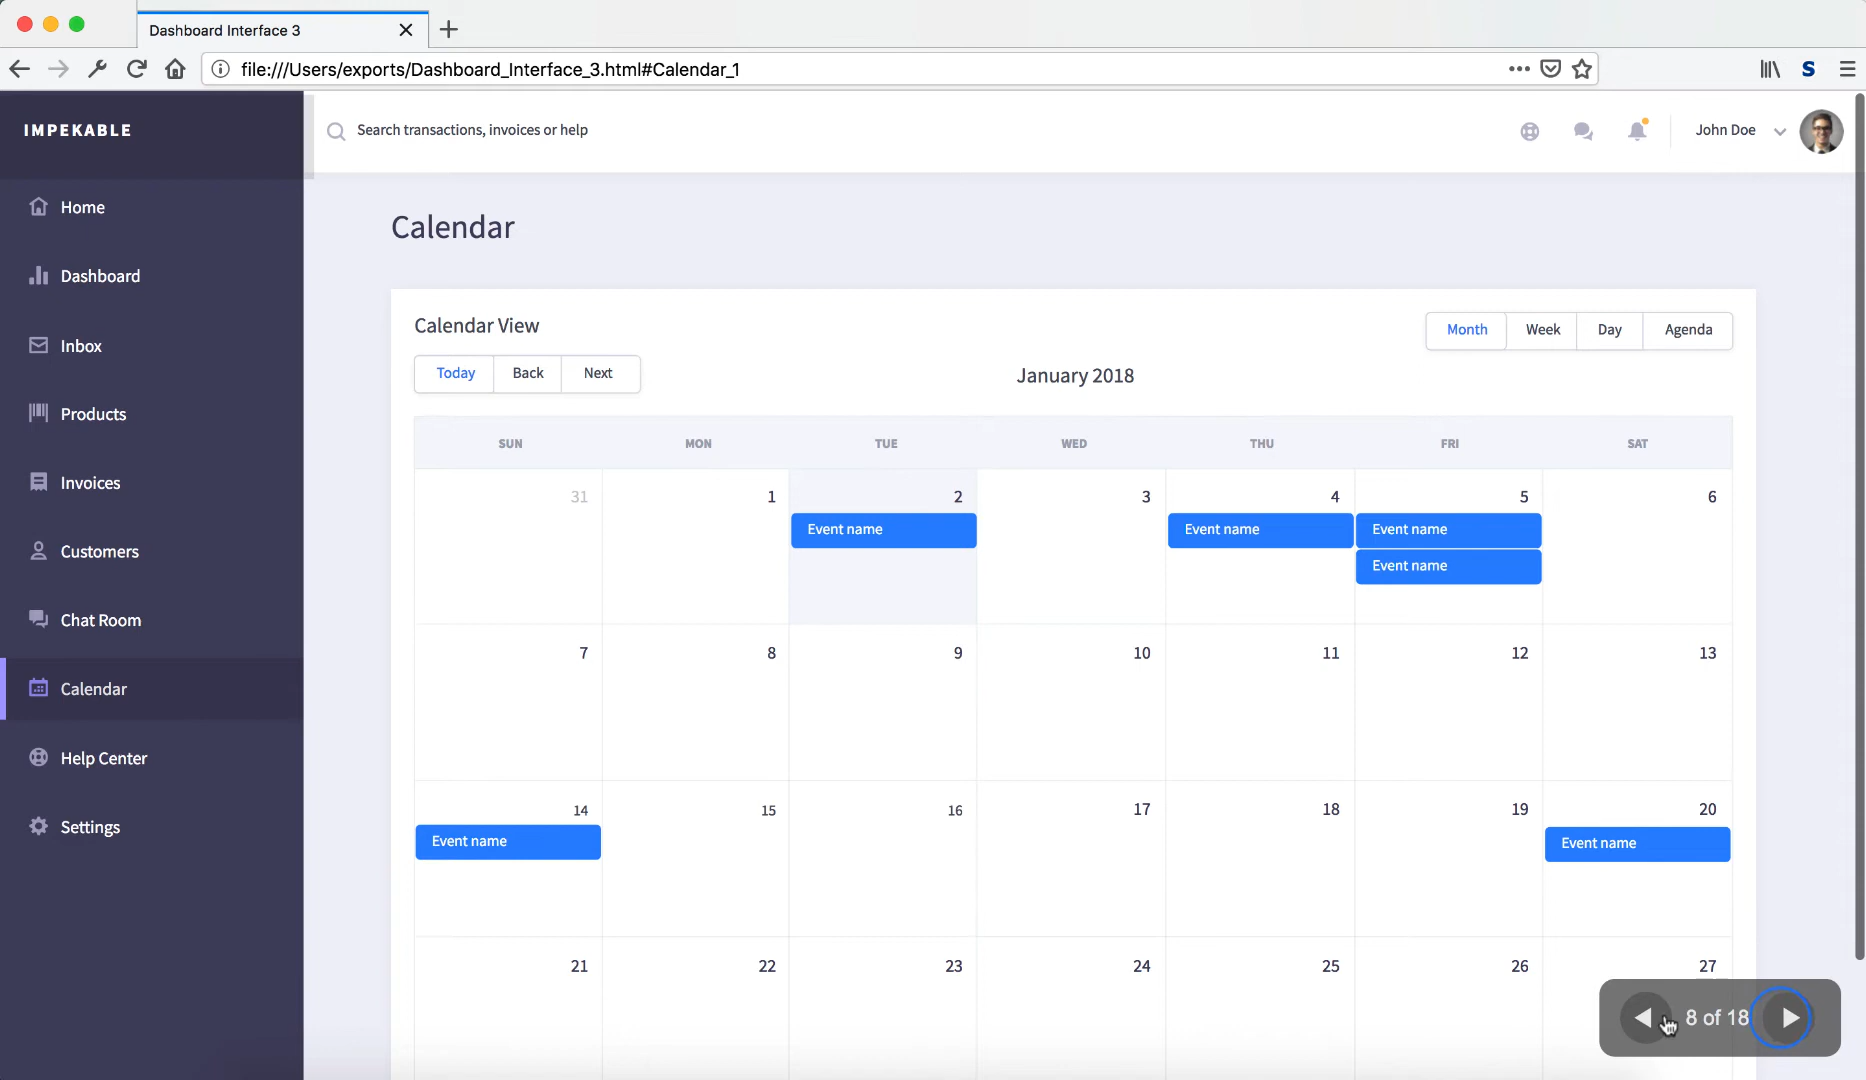 Dashboard Interface 3
file:///Users/exports/Dashboard_Interface_3.html#Calendar_1
S
IMPEKABLE
Search transactions, invoices or help
John Doe
Home
Dashboard
Inbox
Products
Invoices
Customers
Chat Room
Calendar
Help Center
Settings
Calendar
Calendar View
Month Week Day Agenda
Today Back Next
January 2018
SUN MON TUE WED THU FRI SAT
31 1 2 3 4 5 6
Event name Event name Event name
Event name
7 8 9 10 11 12 13
14 15 16 17 18 19 20
Event name Event name
21 22 23 24 25 26 27
8 of 18